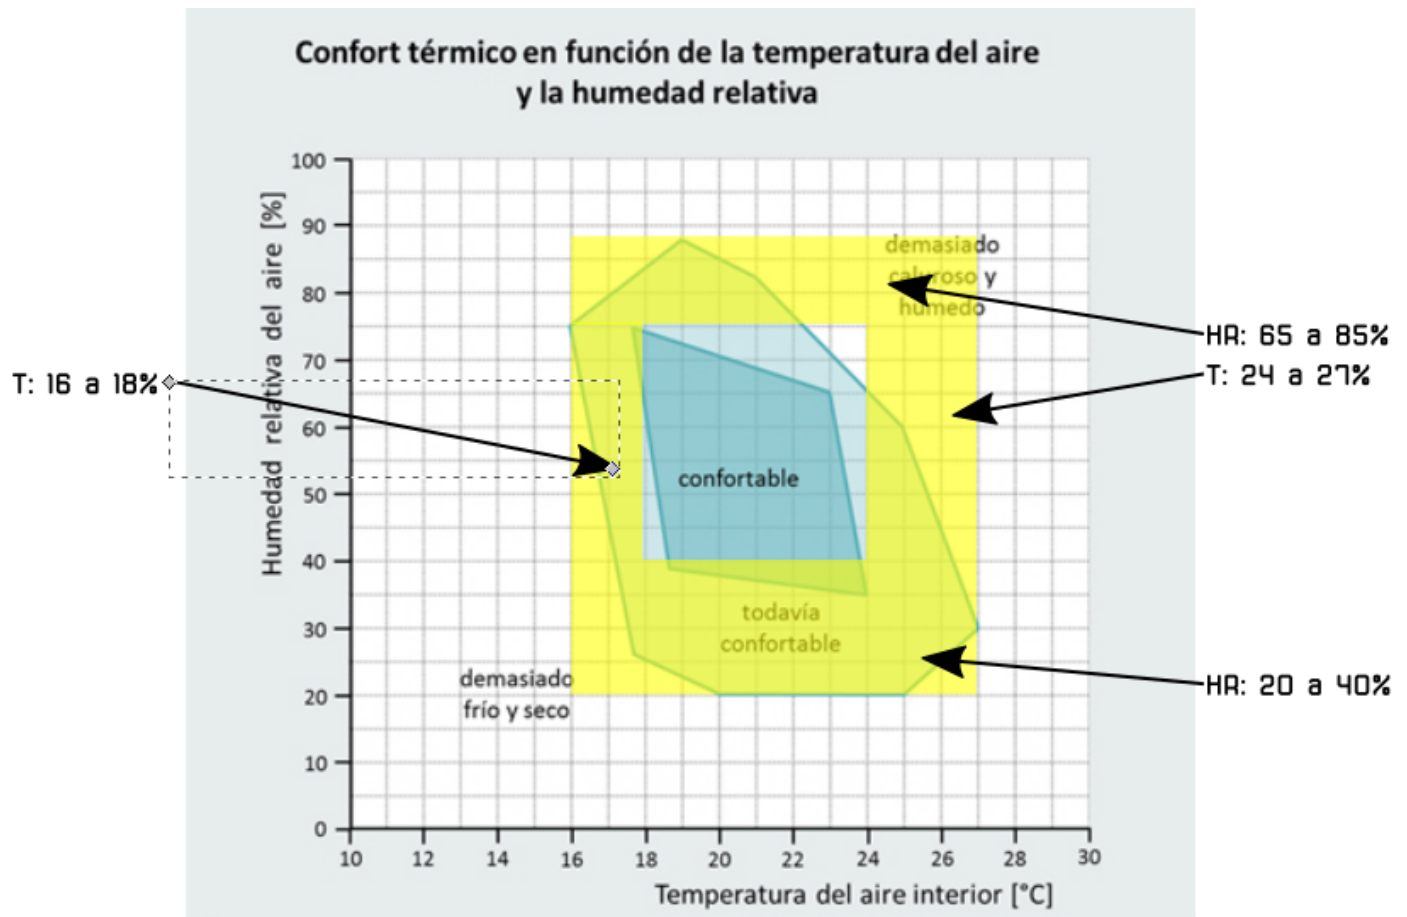 Confort térmico en función de la temperatura del aire
y la humedad relativa
Humedad relativa del aire [%]
100
90
80
70
60
50
40
30
20
10
0
demasiado
caluroso y
húmedo
HR: 65 a 85%
T: 24 a 27%
T: 16 a 18%
confortable
todavía
confortable
demasiado
frío y seco
HR: 20 a 40%
10 12 14 16 18 20 22 24 26 28 30
Temperatura del aire interior [°C]